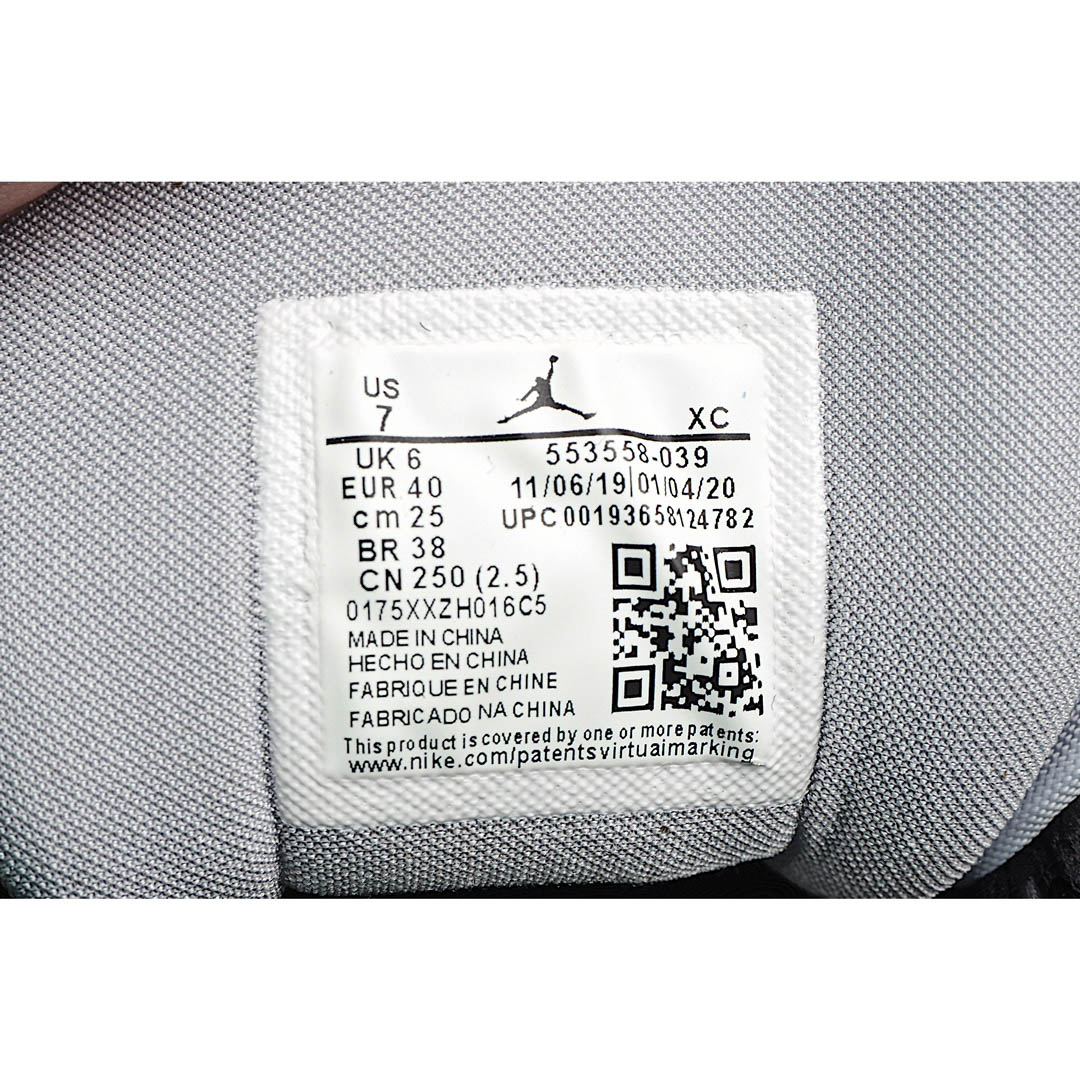 US
7 XC
UK 6 553558-039
EUR 40 11/06/19|01/04/20
cm 25 UPC 00193658124782
BR 38
CN 250 (2.5)
0175XXZH016C5
MADE IN CHINA
HECHO EN CHINA
FABRIQUE EN CHINE
FABRICADO NA CHINA
This product is covered by one or more patents:
www.nike.com/patentsvirtuaimarking